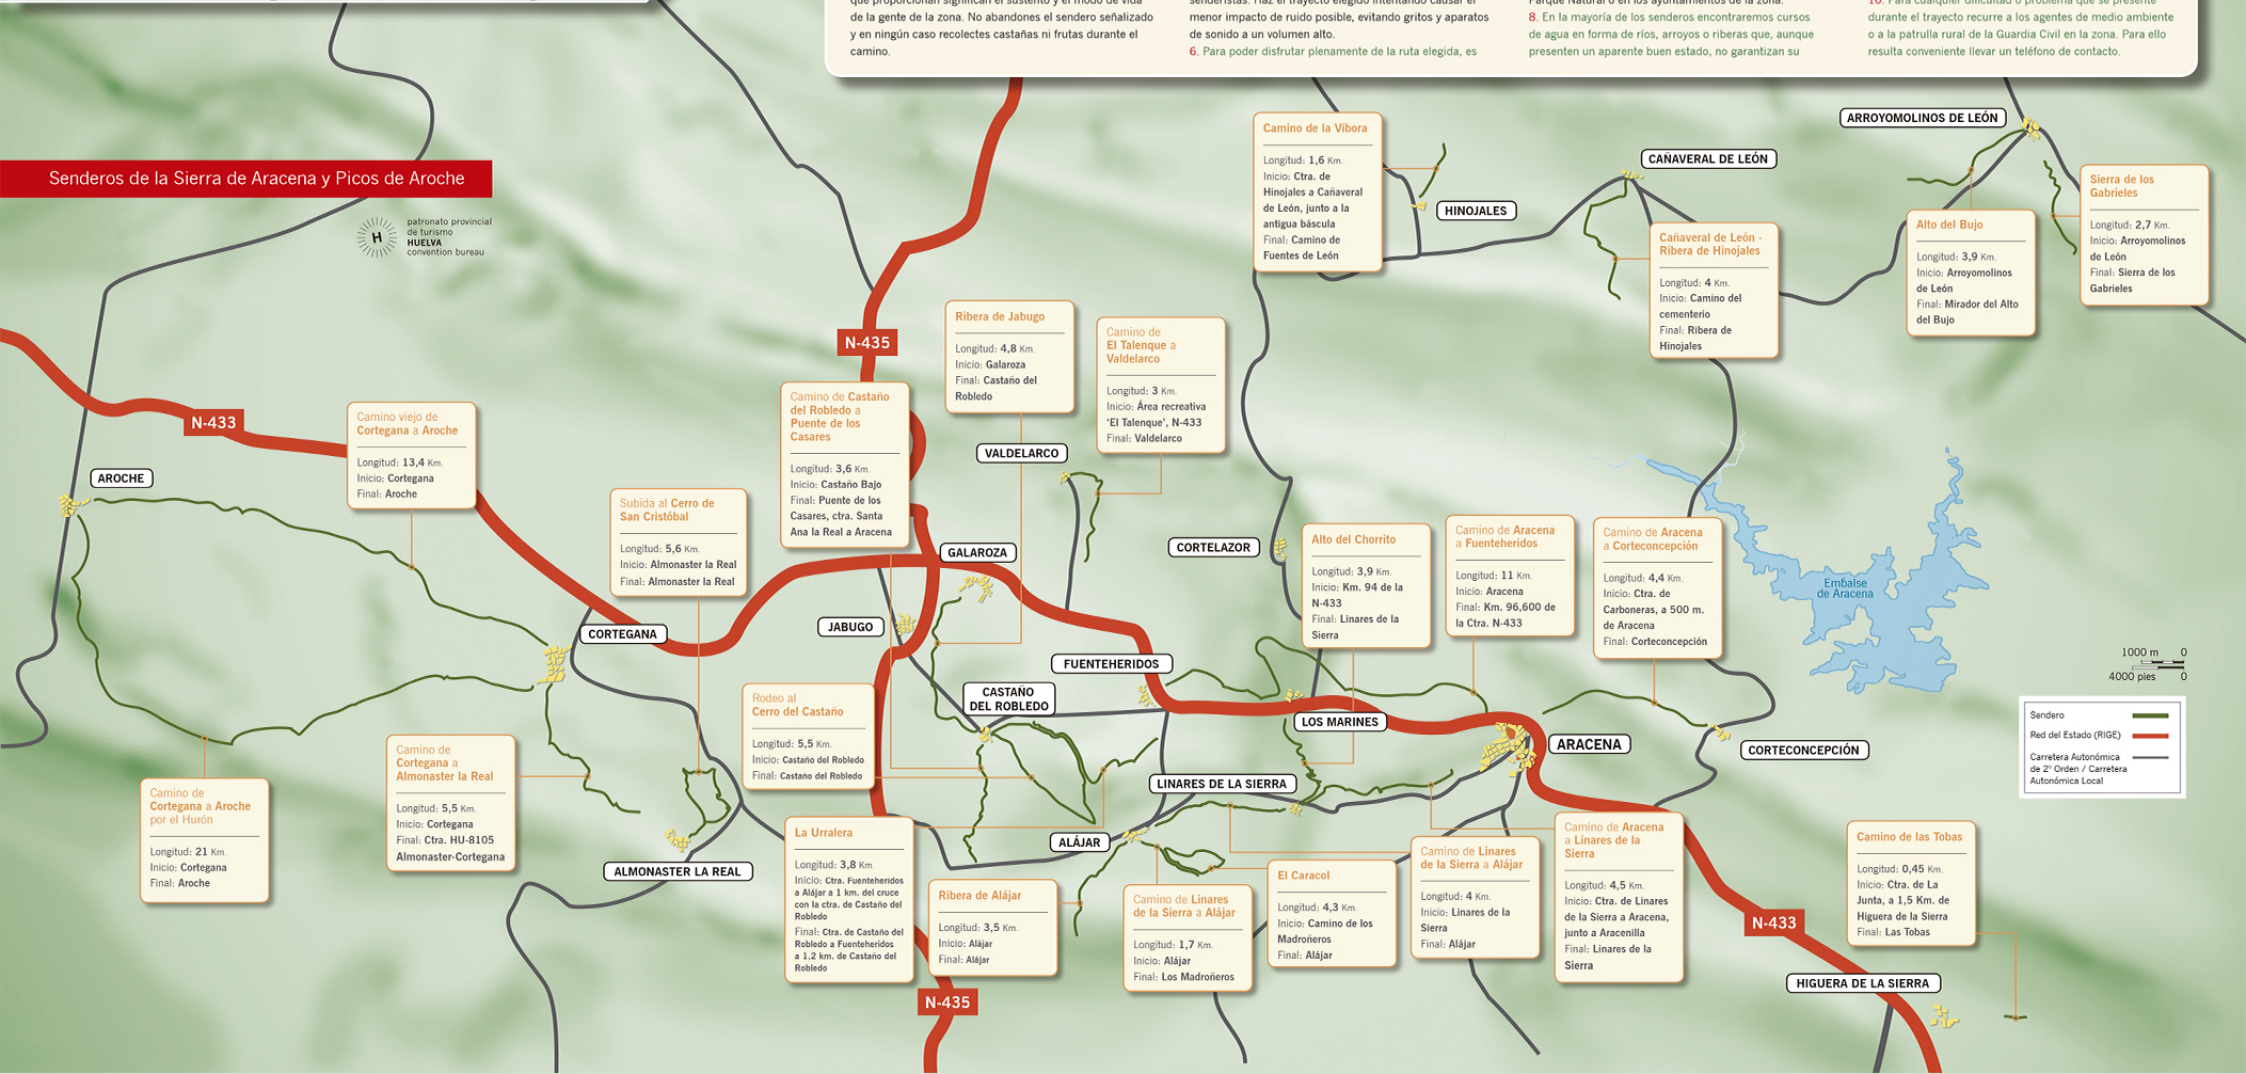 que proporcionan significan el sustento y el modo de vida
de la gente de la zona. No abandones el sendero señalizado
y en ningún caso recolectes castañas ni frutas durante el
camino.
senderistas. Haz el trayecto elegido intentando causar el
menor impacto de ruido posible, evitando gritos y aparatos
de sonido a un volumen alto.
6. Para poder disfrutar plenamente de la ruta elegida, es
Parque Natural o en los ayuntamientos de la zona.
8. En la mayoría de los senderos encontraremos cursos
de agua en forma de ríos, arroyos o riberas que, aunque
presenten un aparente buen estado, no garantizan su
10. Para cualquier dificultad o problema que se presente
durante el trayecto recurre a los agentes de medio ambiente
o a la patrulla rural de la Guardia Civil en la zona. Para ello
resulta conveniente llevar un teléfono de contacto.
Senderos de la Sierra de Aracena y Picos de Aroche
H
patronato provincial
de turismo
HUELVA
convention bureau
Camino de la Víbora
Longitud: 1,6 Km.
Inicio: Ctra. de
Hinojales a Cañaveral
de León, junto a la
antigua báscula
Final: Camino de
Fuentes de León
HINOJALES
CAÑAVERAL DE LEÓN
ARROYOMOLINOS DE LEÓN
Cañaveral de León -
Ribera de Hinojales
Longitud: 4 Km.
Inicio: Camino del
cementerio
Final: Ribera de
Hinojales
Alto del Bujo
Longitud: 3,9 Km.
Inicio: Arroyomolinos
de León
Final: Mirador del Alto
del Bujo
Sierra de los
Gabrieles
Longitud: 2,7 Km.
Inicio: Arroyomolinos
de León
Final: Sierra de los
Gabrieles
N-435
Ribera de Jabugo
Longitud: 4,8 Km.
Inicio: Galaroza
Final: Castaño del
Robledo
Camino de
El Talenque a
Valdelarco
Longitud: 3 Km.
Inicio: Área recreativa
'El Talenque', N-433
Final: Valdelarco
N-433
Camino viejo de
Cortegana a Aroche
Longitud: 13,4 Km.
Inicio: Cortegana
Final: Aroche
Camino de Castaño
del Robledo a
Puente de los
Casares
Longitud: 3,6 Km.
Inicio: Castaño Bajo
Final: Puente de los
Casares, ctra. Santa
Ana la Real a Aracena
VALDELARCO
AROCHE
Subida al Cerro de
San Cristóbal
Longitud: 5,6 Km.
Inicio: Almonaster la Real
Final: Almonaster la Real
GALAROZA
CORTELAZOR
Alto del Chorrito
Longitud: 3,9 Km.
Inicio: Km. 94 de la
N-433
Final: Linares de la
Sierra
Camino de Aracena
a Fuenteheridos
Longitud: 11 Km.
Inicio: Aracena
Final: Km. 96,600 de
la Ctra. N-433
Camino de Aracena
a Corteconcepción
Longitud: 4,4 Km.
Inicio: Ctra. de
Carboneras, a 500 m.
de Aracena
Final: Corteconcepción
Embalse
de Aracena
CORTEGANA
JABUGO
FUENTEHERIDOS
1000 m 0
4000 pies 0
Rodeo al
Cerro del Castaño
Longitud: 5,5 Km.
Inicio: Castaño del Robledo
Final: Castaño del Robledo
CASTAÑO
DEL ROBLEDO
LOS MARINES
ARACENA
CORTECONCEPCIÓN
Sendero
Red del Estado (RIGE)
Carretera Autonómica
de 2º Orden / Carretera
Autonómica Local
Camino de
Cortegana a Aroche
por el Hurón
Longitud: 21 Km.
Inicio: Cortegana
Final: Aroche
Camino de
Cortegana a
Almonaster la Real
Longitud: 5,5 Km.
Inicio: Cortegana
Final: Ctra. HU-8105
Almonaster-Cortegana
LINARES DE LA SIERRA
ALMONASTER LA REAL
La Urralera
Longitud: 3,8 Km.
Inicio: Ctra. Fuenteheridos
a Alájar a 1 km. del cruce
con la ctra. de Castaño del
Robledo
Final: Ctra. de Castaño del
Robledo a Fuenteheridos
a 1,2 km. de Castaño del
Robledo
ALÁJAR
Ribera de Alájar
Longitud: 3,5 Km.
Inicio: Alájar
Final: Alájar
Camino de Linares
de la Sierra a Alájar
Longitud: 1,7 Km.
Inicio: Alájar
Final: Los Madroñeros
El Caracol
Longitud: 4,3 Km.
Inicio: Camino de los
Madroñeros
Final: Alájar
Camino de Linares
de la Sierra a Alájar
Longitud: 4 Km.
Inicio: Linares de la
Sierra
Final: Alájar
Camino de Aracena
a Linares de la
Sierra
Longitud: 4,5 Km.
Inicio: Ctra. de Linares
de la Sierra a Aracena,
junto a Aracenilla
Final: Linares de la
Sierra
Camino de las Tobas
Longitud: 0,45 Km.
Inicio: Ctra. de La
Junta, a 1,5 Km. de
Higuera de la Sierra
Final: Las Tobas
N-433
HIGUERA DE LA SIERRA
N-435